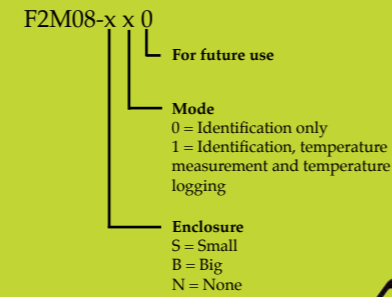 F2M08-x x 0
For future use
Mode
0 = Identification only
1 = Identification, temperature
measurement and temperature
logging
Enclosure
S = Small
B = Big
N = None